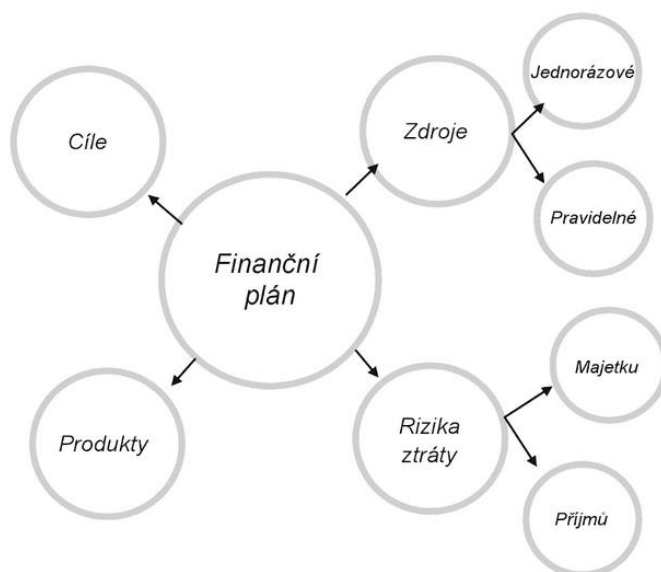 Jednorázové
Cíle
Zdroje
Pravidelné
Finanční
plán
Majetku
Produkty
Rizika
ztráty
Příjmů